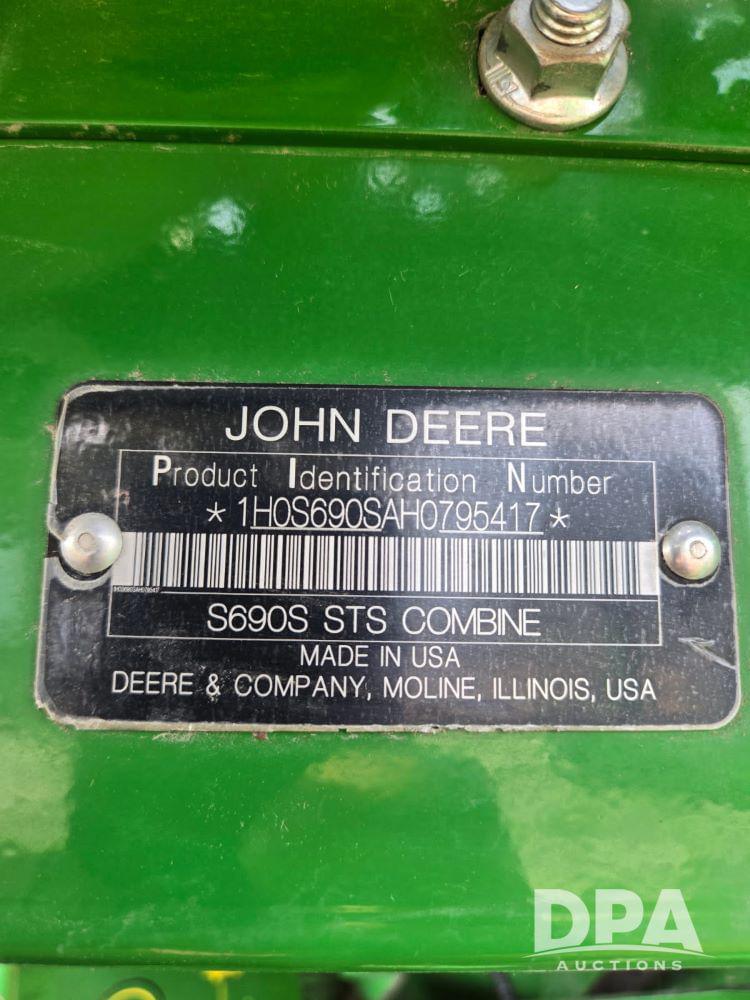 JOHN DEERE
Product Identification Number
*1H0S690SAH0795417*
S690S STS COMBINE
MADE IN USA
DEERE & COMPANY, MOLINE, ILLINOIS, USA
DPA
AUCTIONS